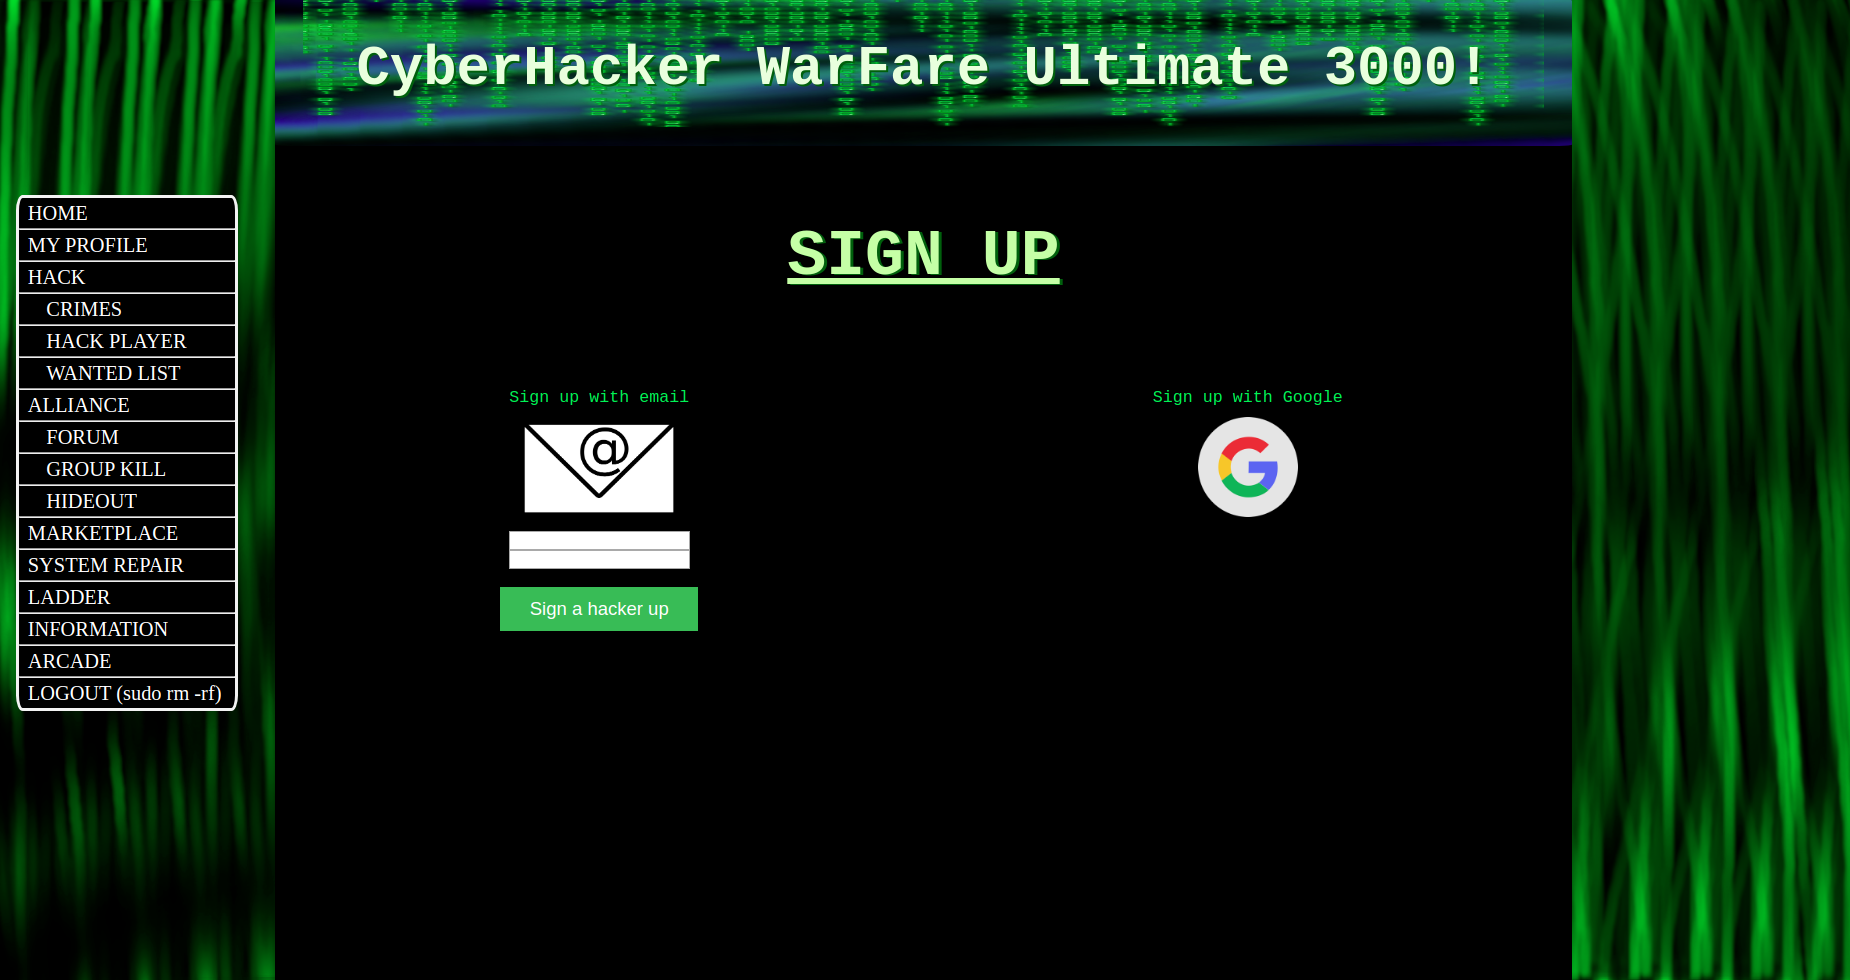 CyberHacker WarFare Ultimate 3000!
HOME
MY PROFILE
HACK
CRIMES
HACK PLAYER
WANTED LIST
ALLIANCE
FORUM
GROUP KILL
HIDEOUT
MARKETPLACE
SYSTEM REPAIR
LADDER
INFORMATION
ARCADE
LOGOUT (sudo rm -rf)
SIGN UP
Sign up with email
@
Sign a hacker up
Sign up with Google
G